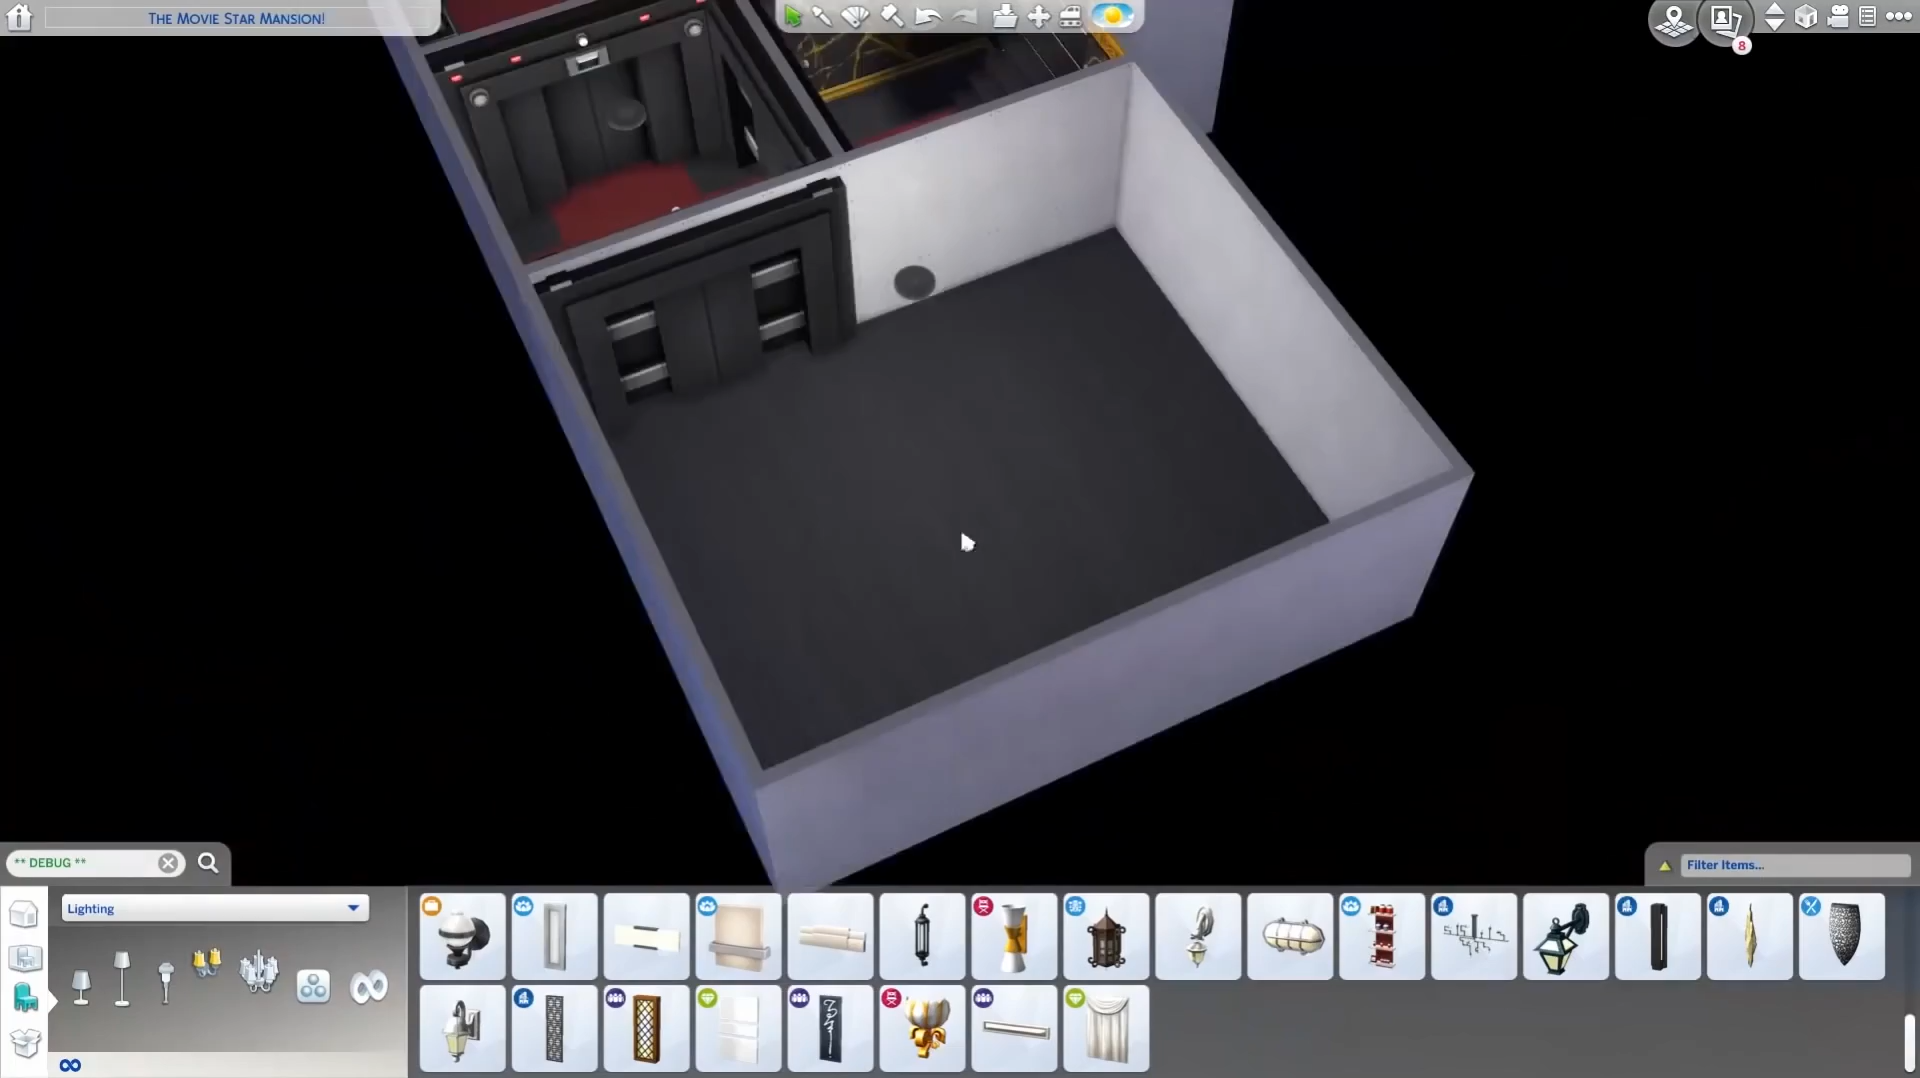 THE MOVIE STAR MANSION!
8
** DEBUG **
Filter Items...
Lighting